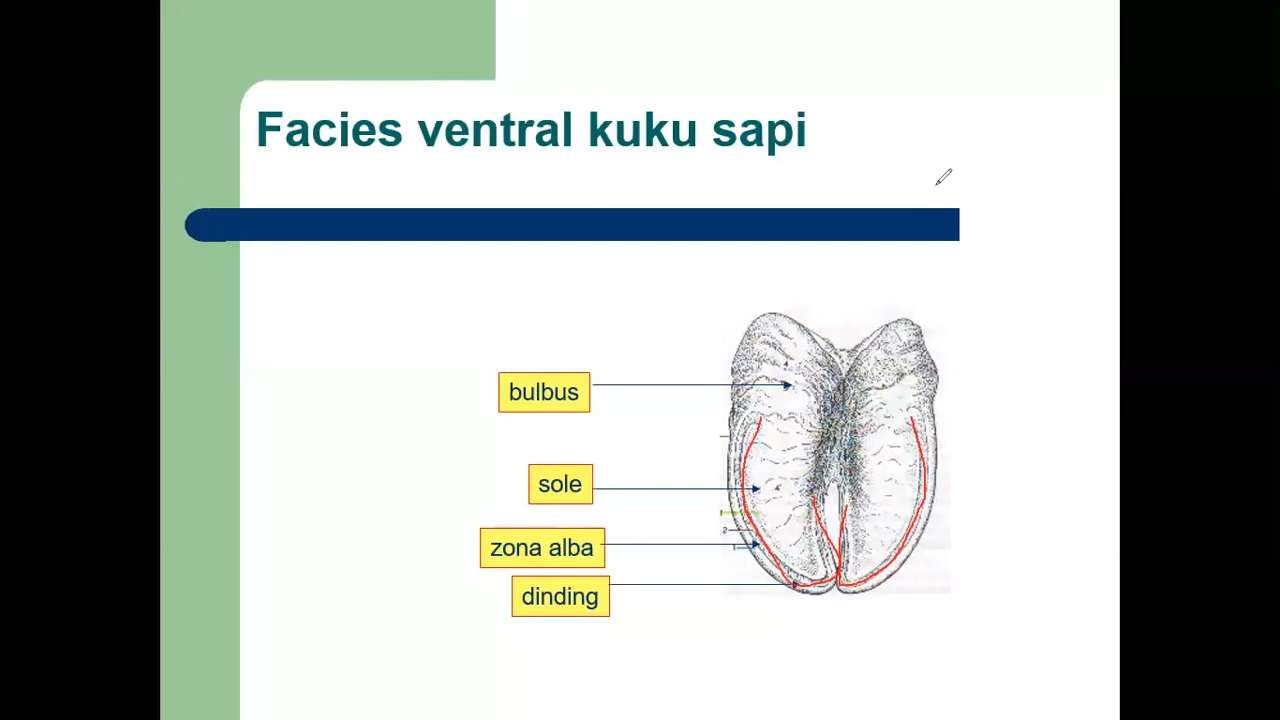 Facies ventral kuku sapi
bulbus
sole
zona alba
dinding